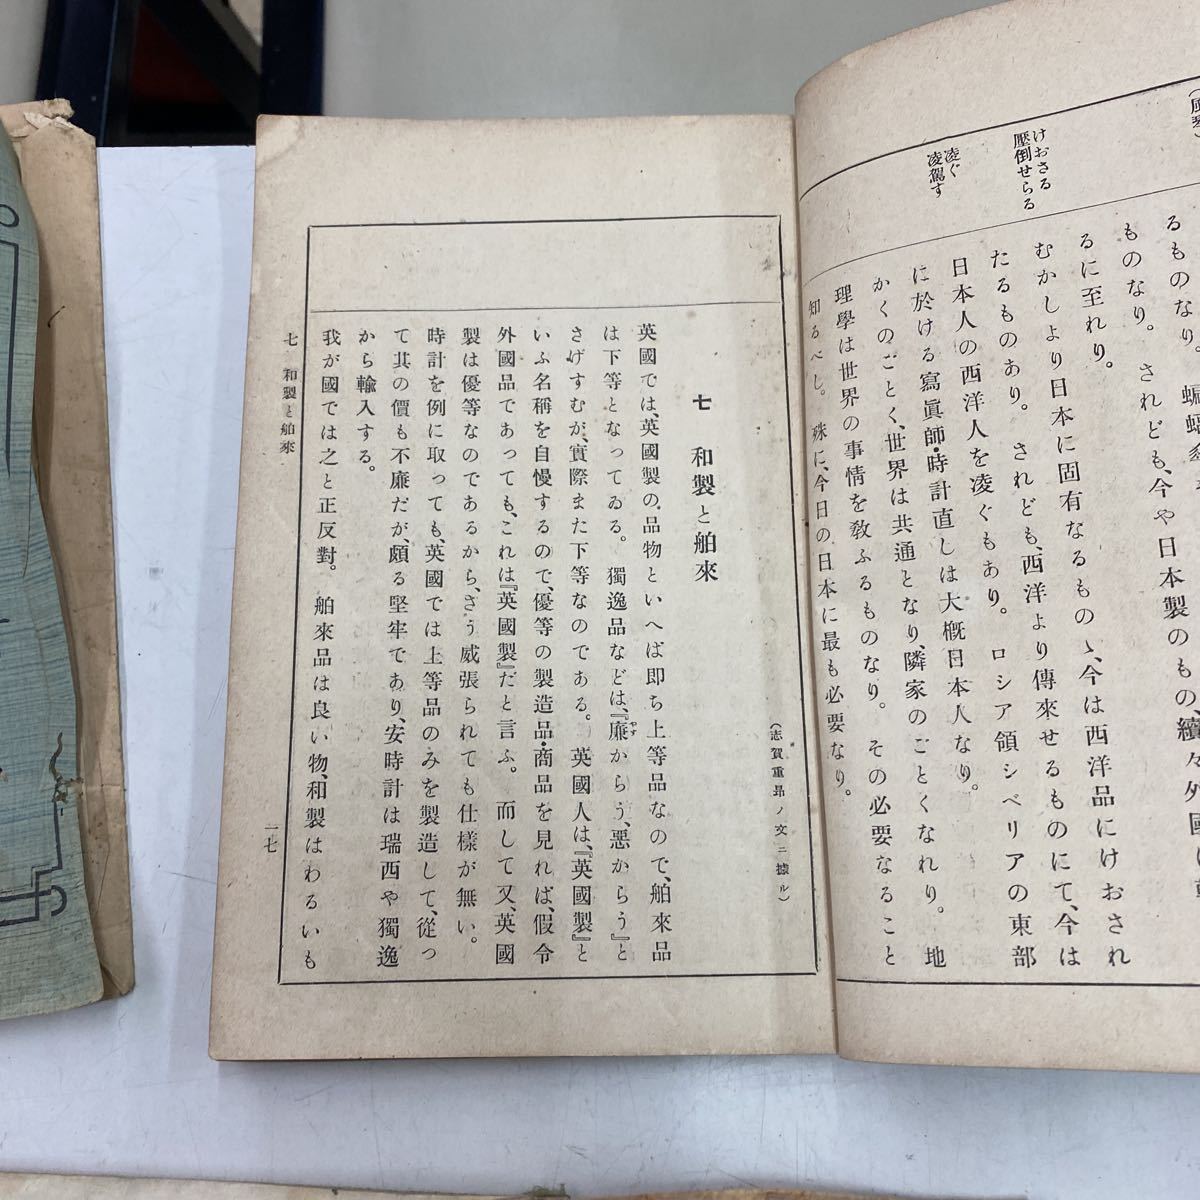 るものなり。
ものなり。されども、今や日本製のもの、續々外國に
るに至れり。
むかしより日本に固有なるものゝ、今は西洋品にけおされ
たるものあり。されども、西洋より傳來せるものにて、今は
日本人の西洋人を凌ぐもあり。ロシア領シベリアの東部
に於ける寫眞師・時計直しは大概日本人なり。
かくのごとく、世界は共通となり、隣家のごとくなれり。地
理學は世界の事情を敎ふるものなり。その必要なること
知るべし。殊に、今日の日本に最も必要なり。
けおさる
壓倒せらる
凌ぐ
凌駕す
(志賀重昂ノ文ニ據ル)
七 和製と舶來
英國では、英國製の品物といへば即ち上等品なので、舶來品
は下等となってゐる。獨逸品などは、『廉からう、惡からう』と
やす
さげすむが、實際また下等なのである。英國人は、『英國製』と
いふ名稱を自慢するので、優等の製造品・商品を見れば、假令
外國品であっても、これは『英國製』だと言ふ。而して又、英國
製は優等なのであるから、さう威張られても仕樣が無い。
時計を例に取っても、英國では上等品のみを製造して、從っ
て其の價も不廉だが、頗る堅牢であり、安時計は瑞西や獨逸
から輸入する。
我が國では之と正反對。舶來品は良い物、和製はわるいも
七 和製と舶來
一七